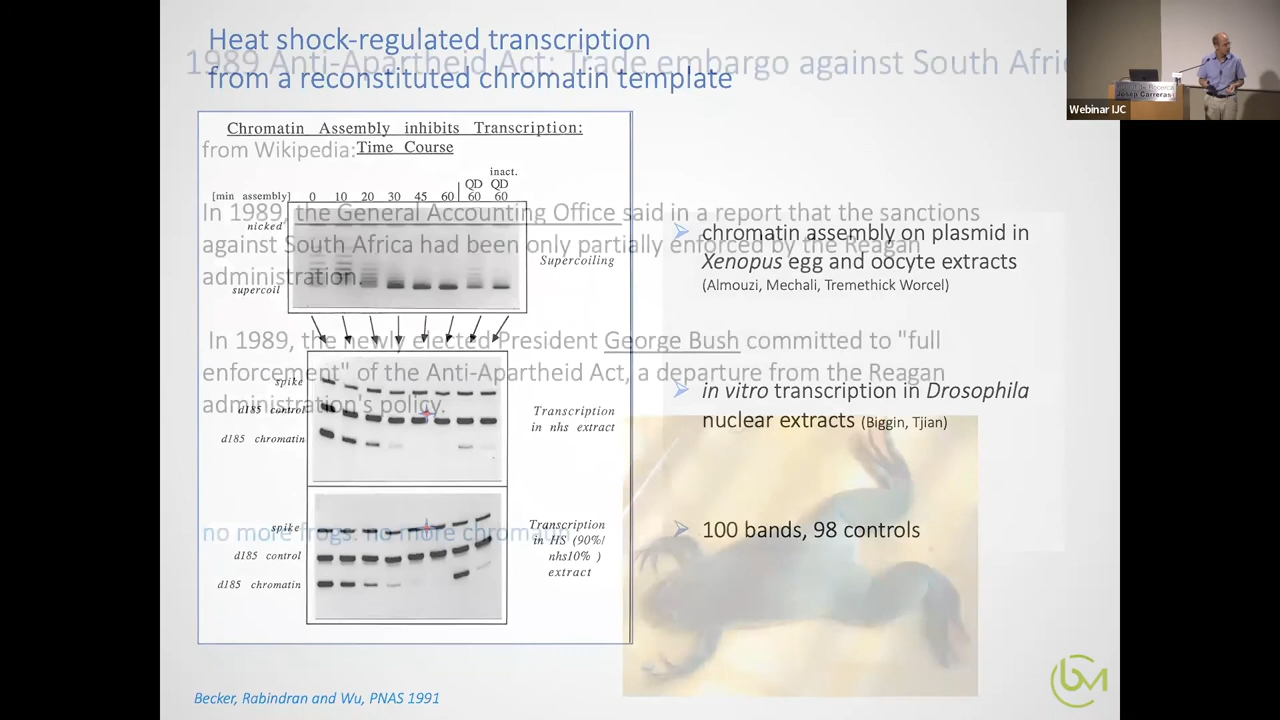 Heat shock-regulated transcription
from a reconstituted chromatin template
1989 Anti-Apartheid Act: Trade embargo against South
Chromatin Assembly inhibits Transcription:
Time Course
from Wikipedia:
inact.
QD QD
[min assembly] 0 10 20 30 45 60 60 60
nicked
supercoil
Supercoiling
In 1989, the General Accounting Office said in a report that the sanctions
against South Africa had been only partially enforced by the Reagan
administration.
In 1989, the newly elected President George Bush committed to "full
enforcement" of the Anti-Apartheid Act, a departure from the Reagan
administration's policy.
no more frogs. no more chromatin
spike
d185 control
d185 chromatin
Transcription
in nhs extract
spike
d185 control
d185 chromatin
Transcription
in HS (90%/
nhs10% )
extract
chromatin assembly on plasmid in
Xenopus egg and oocyte extracts
(Almouzi, Mechali, Tremethick Worcel)
in vitro transcription in Drosophila
nuclear extracts (Biggin, Tjian)
100 bands, 98 controls
Becker, Rabindran and Wu, PNAS 1991
Josep Carreras
Webinar IJC